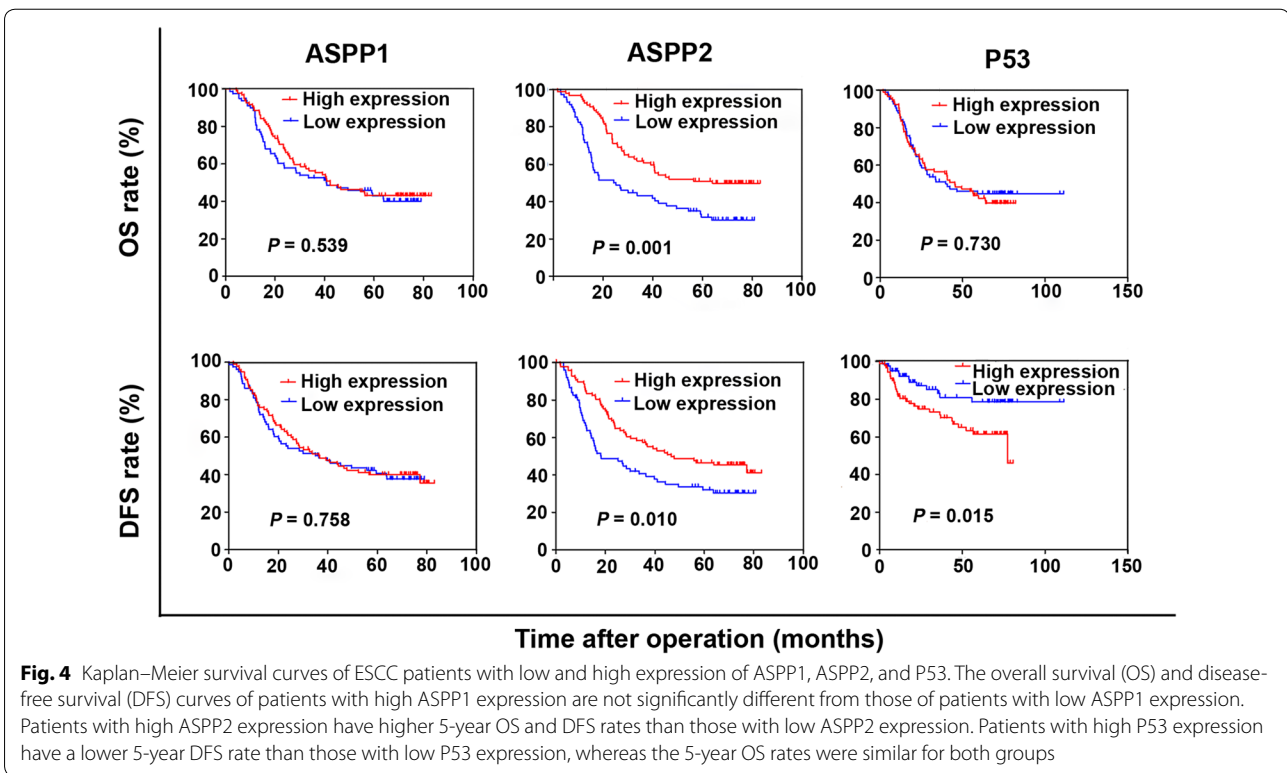 ASPP1
ASPP2
P53
OS rate (%)
100
80
60
40
20
0
High expression
Low expression
P = 0.539
0 20 40 60 80 100
100
80
60
40
20
0
High expression
Low expression
P = 0.001
20 40 60 80 100
100
80
60
40
20
0
High expression
Low expression
P = 0.730
0 50 100 150
DFS rate (%)
100
80
60
40
20
0
High expression
Low expression
P = 0.758
0 20 40 60 80 100
100
80
60
40
20
0
High expression
Low expression
P = 0.010
0 20 40 60 80 100
100
80
60
40
20
0
High expression
Low expression
P = 0.015
0 50 100 150
Time after operation (months)
Fig. 4 Kaplan–Meier survival curves of ESCC patients with low and high expression of ASPP1, ASPP2, and P53. The overall survival (OS) and disease-
free survival (DFS) curves of patients with high ASPP1 expression are not significantly different from those of patients with low ASPP1 expression.
Patients with high ASPP2 expression have higher 5-year OS and DFS rates than those with low ASPP2 expression. Patients with high P53 expression
have a lower 5-year DFS rate than those with low P53 expression, whereas the 5-year OS rates were similar for both groups